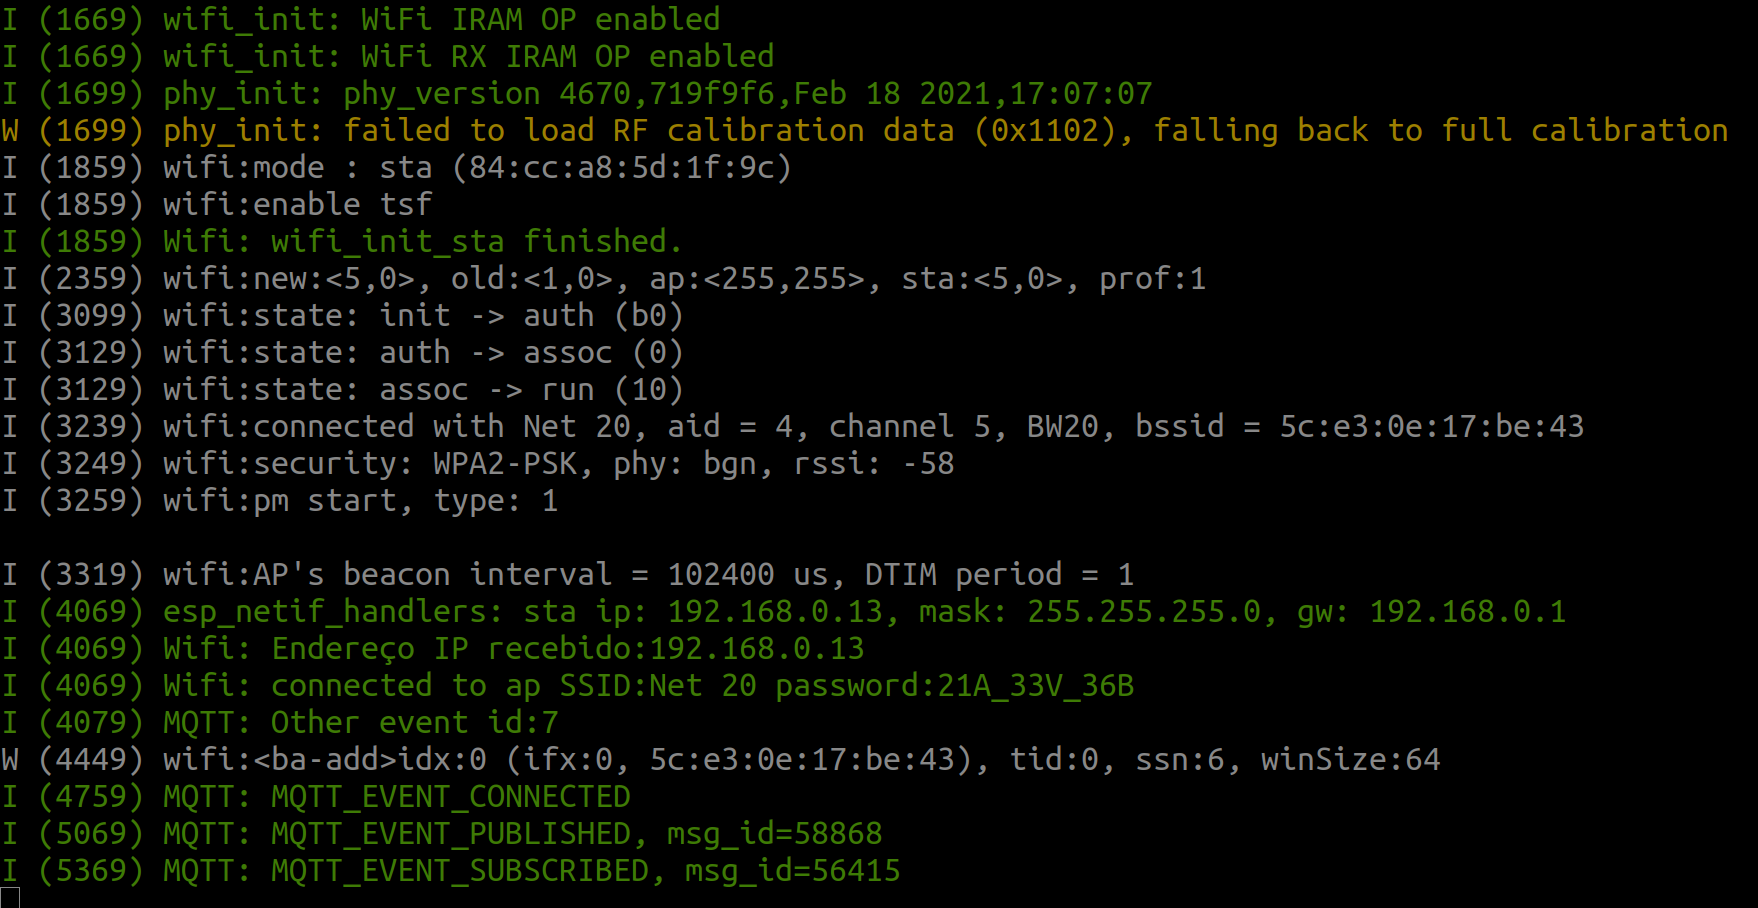 I (1669) wifi_init: WiFi IRAM OP enabled
I (1669) wifi_init: WiFi RX IRAM OP enabled
I (1699) phy_init: phy_version 4670,719f9f6,Feb 18 2021,17:07:07
W (1699) phy_init: failed to load RF calibration data (0x1102), falling back to full calibration
I (1859) wifi:mode : sta (84:cc:a8:5d:1f:9c)
I (1859) wifi:enable tsf
I (1859) Wifi: wifi_init_sta finished.
I (2359) wifi:new:<5,0>, old:<1,0>, ap:<255,255>, sta:<5,0>, prof:1
I (3099) wifi:state: init -> auth (b0)
I (3129) wifi:state: auth -> assoc (0)
I (3129) wifi:state: assoc -> run (10)
I (3239) wifi:connected with Net 20, aid = 4, channel 5, BW20, bssid = 5c:e3:0e:17:be:43
I (3249) wifi:security: WPA2-PSK, phy: bgn, rssi: -58
I (3259) wifi:pm start, type: 1
I (3319) wifi:AP's beacon interval = 102400 us, DTIM period = 1
I (4069) esp_netif_handlers: sta ip: 192.168.0.13, mask: 255.255.255.0, gw: 192.168.0.1
I (4069) Wifi: Endereço IP recebido:192.168.0.13
I (4069) Wifi: connected to ap SSID:Net 20 password:21A_33V_36B
I (4079) MQTT: Other event id:7
W (4449) wifi:<ba-add>idx:0 (ifx:0, 5c:e3:0e:17:be:43), tid:0, ssn:6, winSize:64
I (4759) MQTT: MQTT_EVENT_CONNECTED
I (5069) MQTT: MQTT_EVENT_PUBLISHED, msg_id=58868
I (5369) MQTT: MQTT_EVENT_SUBSCRIBED, msg_id=56415